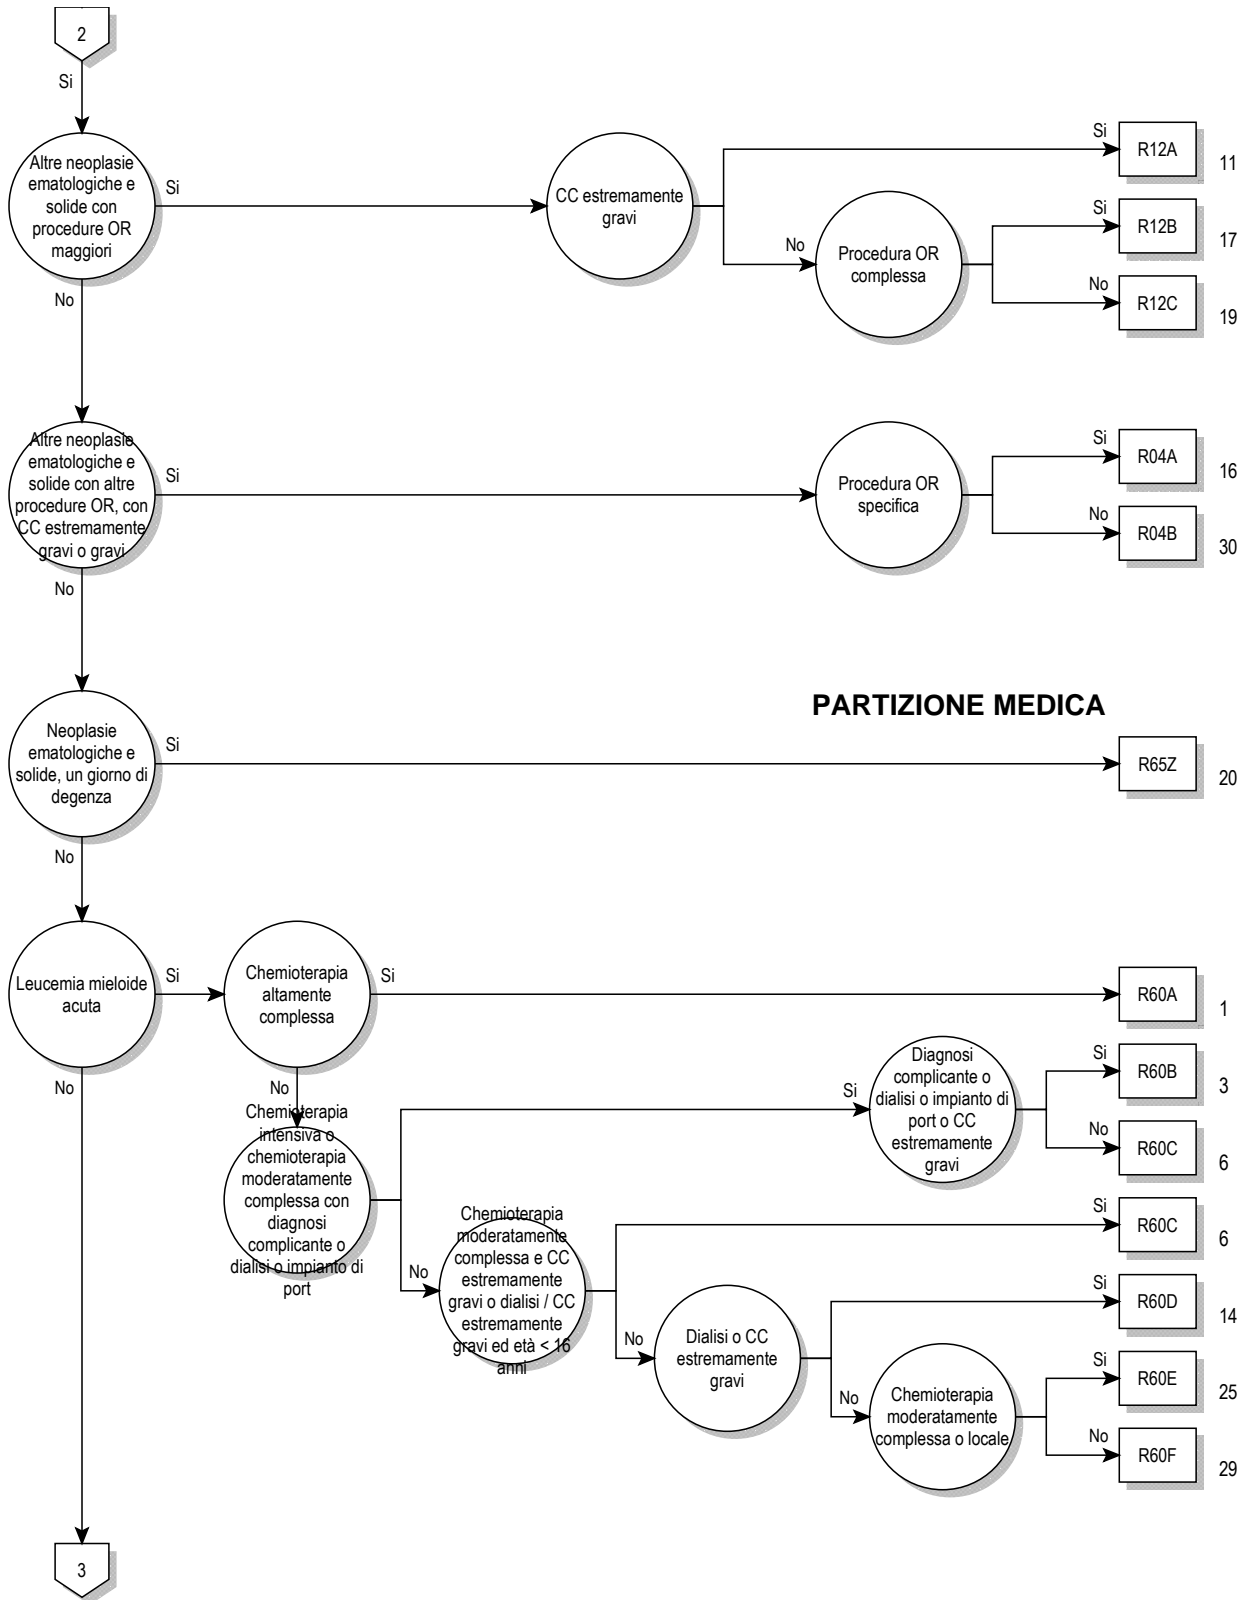 2
Si
Altre neoplasie
ematologiche e
solide con
procedure OR
maggiori
Si
No
CC estremamente
gravi
Si
R12A
11
No
Procedura OR
complessa
Si
R12B
17
No
R12C
19
Altre neoplasie
ematologiche e
solide con altre
procedure OR, con
CC estremamente
gravi o gravi
Si
No
Procedura OR
specifica
Si
R04A
16
No
R04B
30
PARTIZIONE MEDICA
Neoplasie
ematologiche e
solide, un giorno di
degenza
Si
No
R65Z
20
Leucemia mieloide
acuta
Si
No
Chemioterapia
altamente
complessa
Si
No
R60A
1
Chemioterapia
intensiva o
chemioterapia
moderatamente
complessa con
diagnosi
complicante o
dialisi o impianto di
port
Si
Diagnosi
complicante o
dialisi o impianto di
port o CC
estremamente
gravi
Si
R60B
3
No
R60C
6
No
Chemioterapia
moderatamente
complessa e CC
estremamente
gravi o dialisi / CC
estremamente
gravi ed età < 16
anni
Si
R60C
6
No
Dialisi o CC
estremamente
gravi
Si
R60D
14
No
Chemioterapia
moderatamente
complessa o locale
Si
R60E
25
No
R60F
29
3